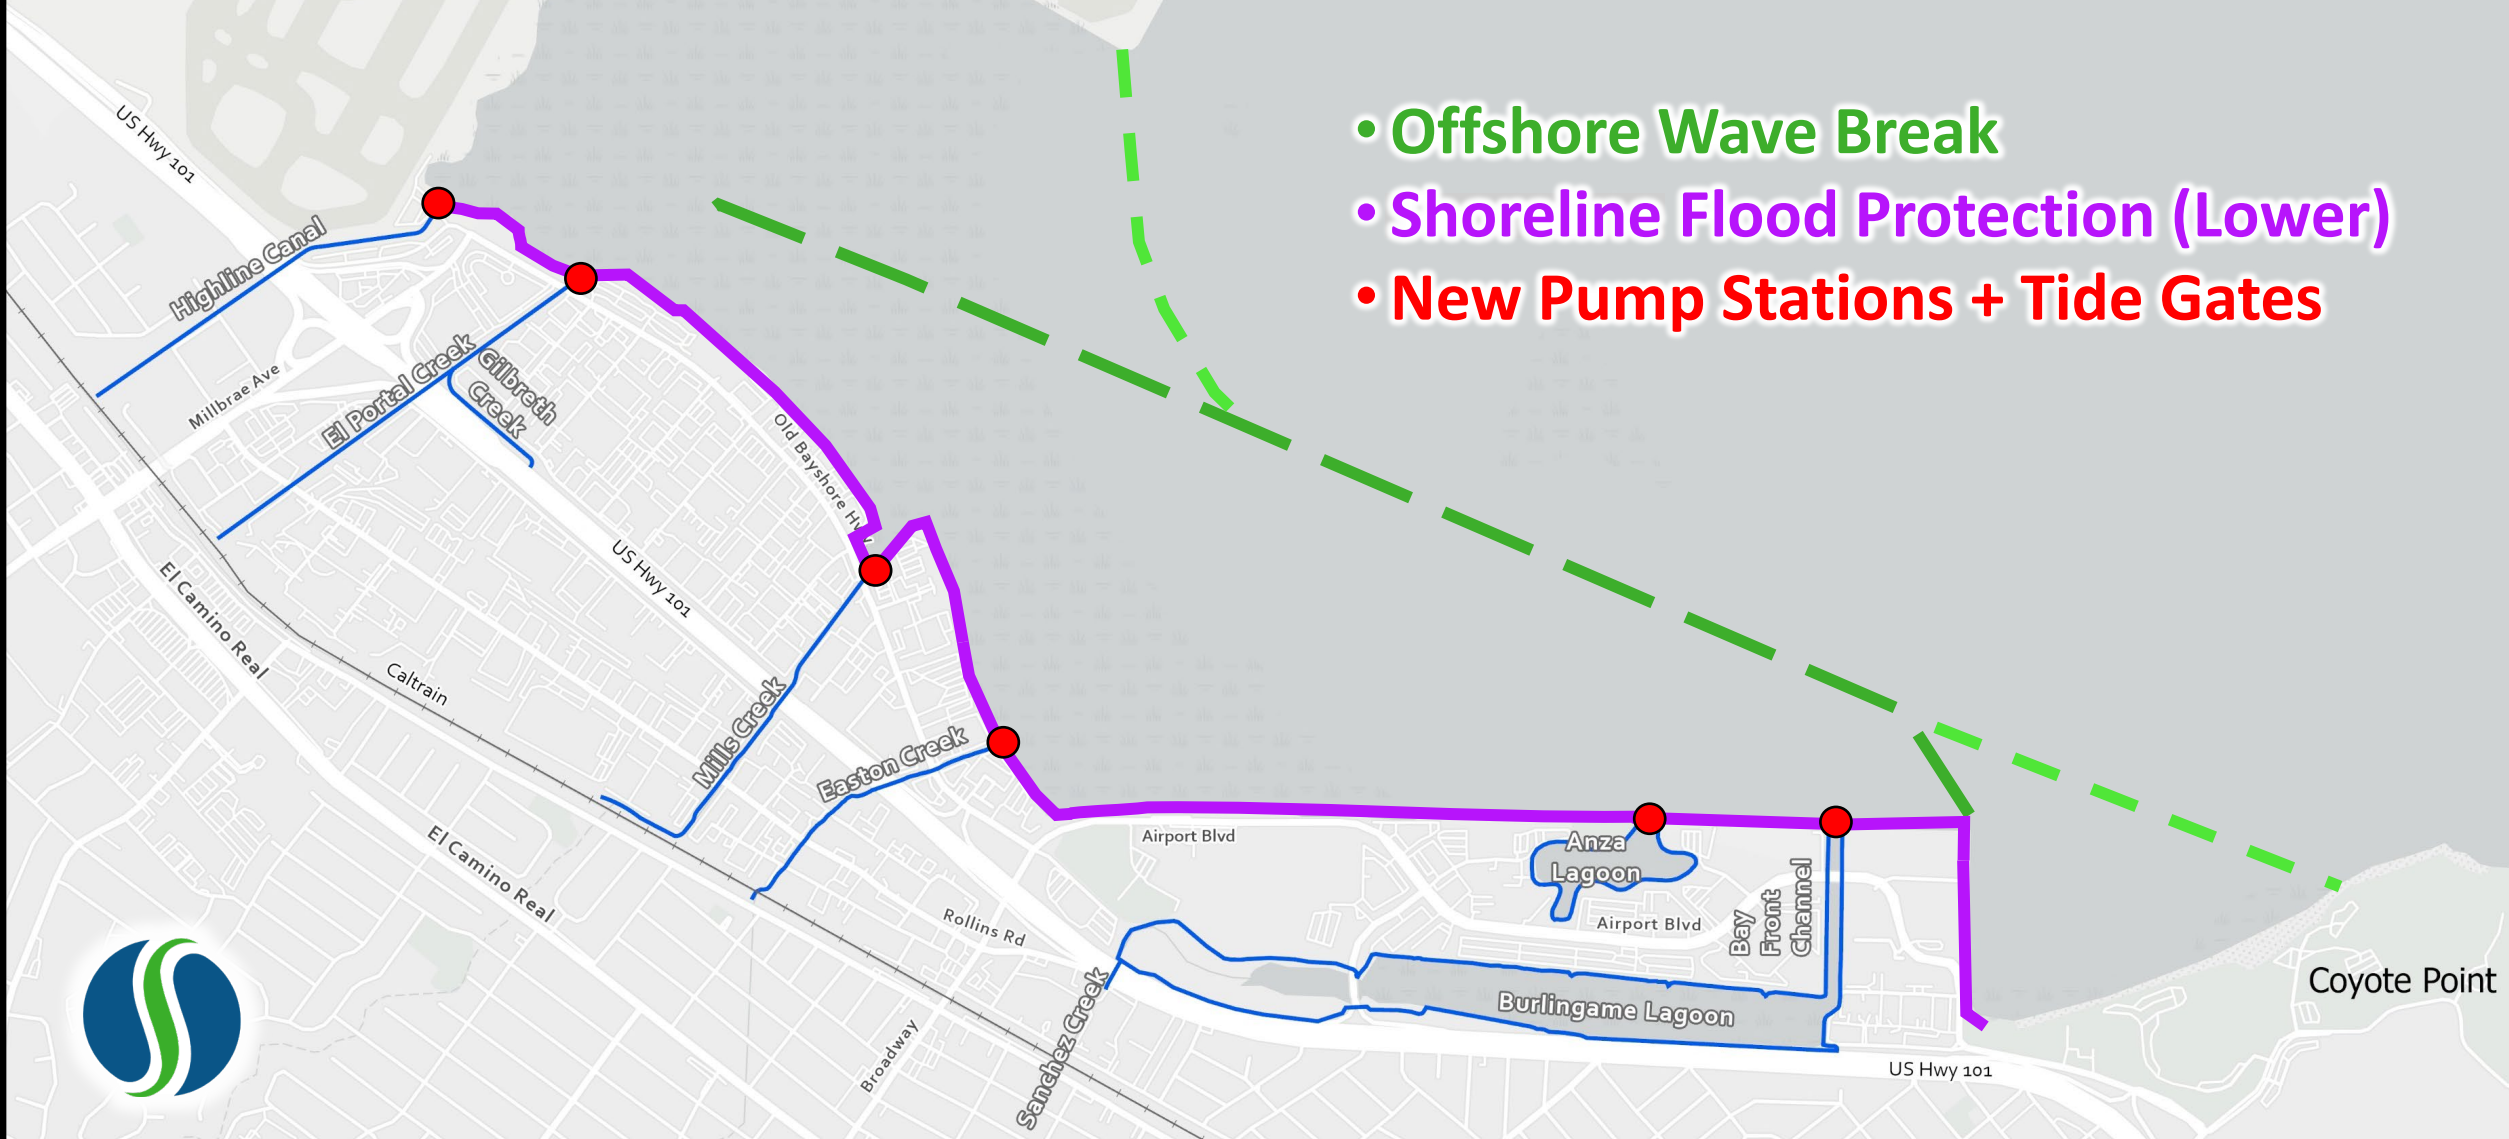 • Offshore Wave Break
• Shoreline Flood Protection (Lower)
• New Pump Stations + Tide Gates
US Hwy 101
Highline Canal
Millbrae Ave
El Portal Creek
Gilbreth
Creek
Old Bayshore Hwy
US Hwy 101
El Camino Real
Caltrain
Mills Creek
Easton Creek
El Camino Real
Airport Blvd
Anza
Lagoon
Airport Blvd
Bay
Front
Channel
Rollins Rd
Sanchez Creek
Broadway
Burlingame Lagoon
Coyote Point
US Hwy 101